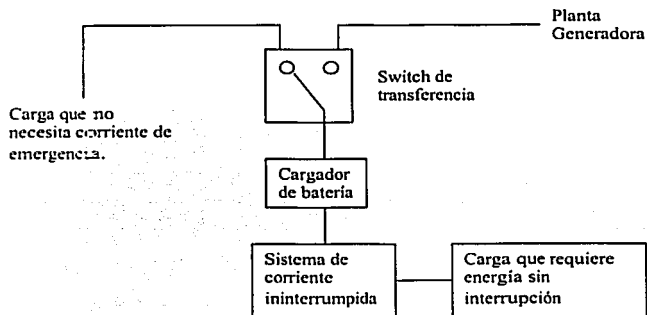 Planta
Generadora
Switch de
transferencia
Carga que no
necesita corriente de
emergencia.
Cargador
de batería
Sistema de
corriente
ininterrumpida
Carga que requiere
energía sin
interrupción